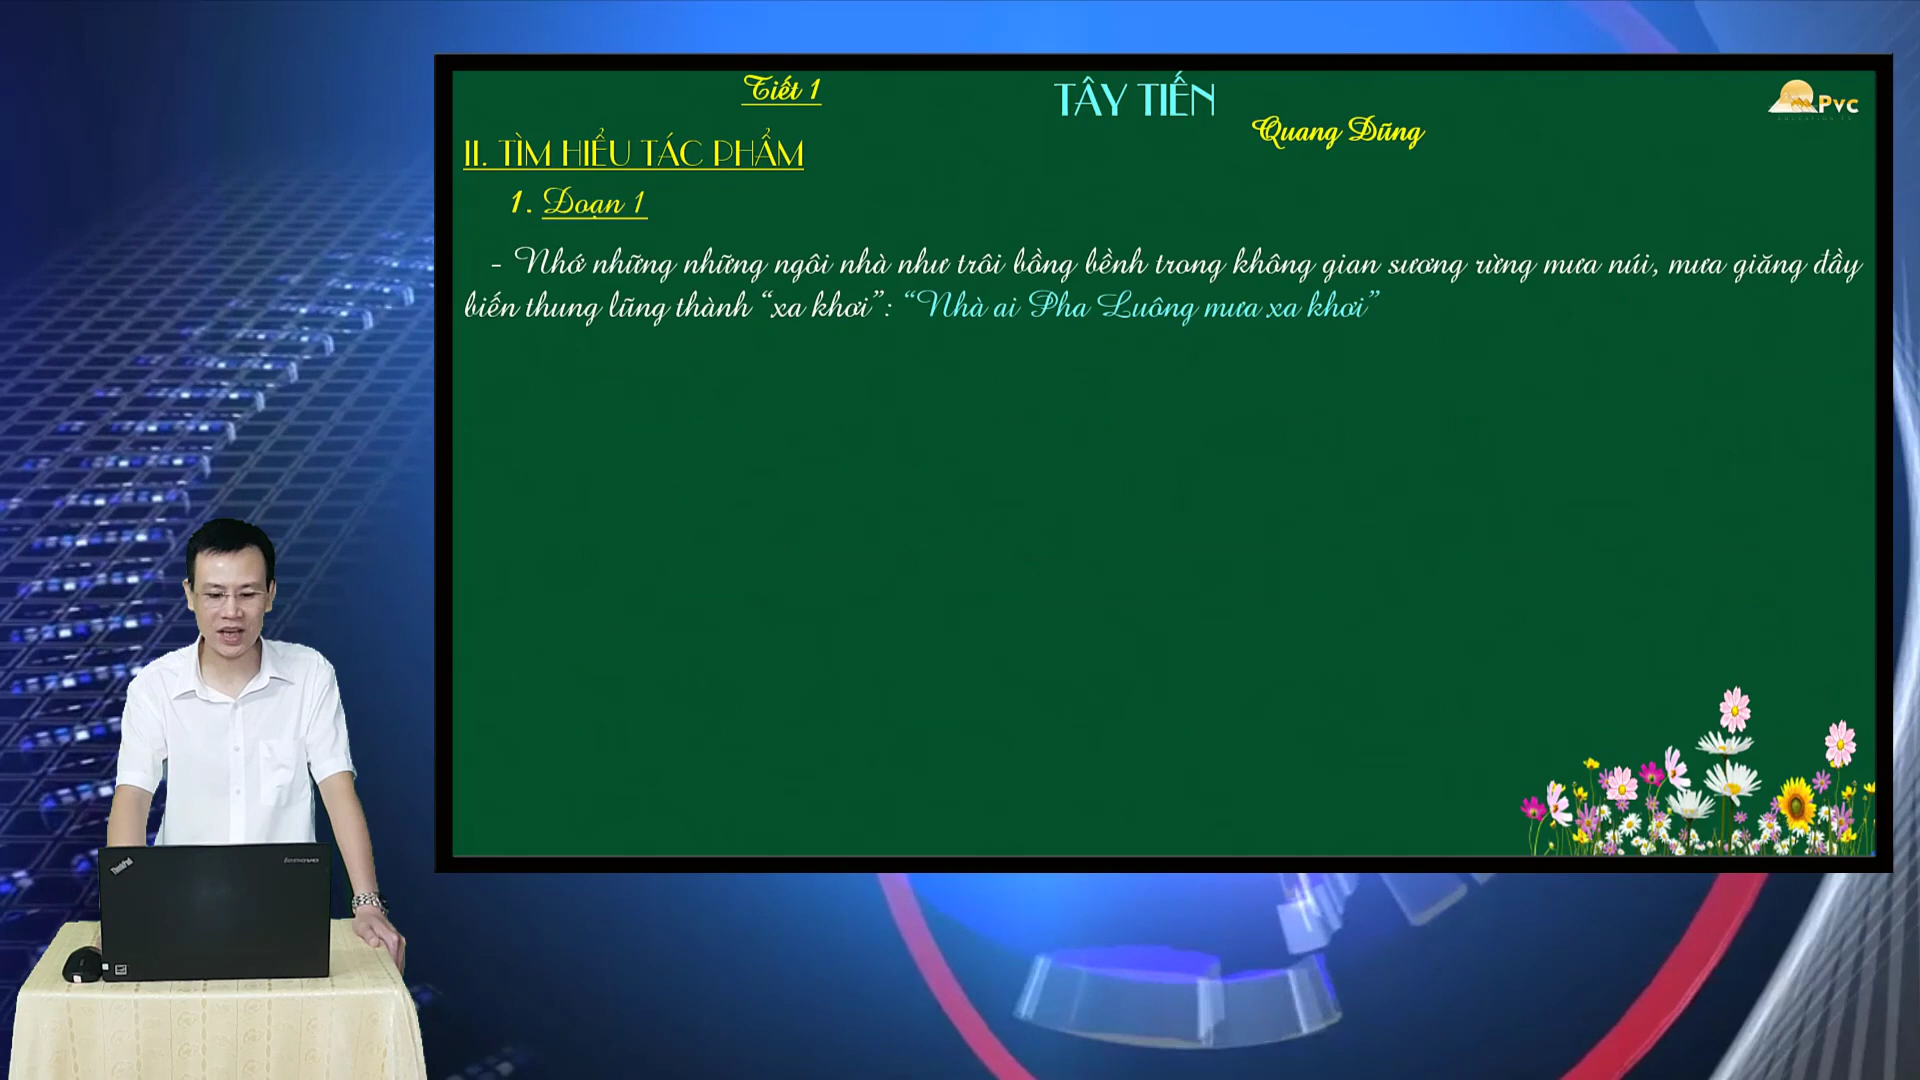 Tiết 1
TÂY TIẾN
Pvc
Quang Dũng
II. TÌM HIỂU TÁC PHẨM
1. Đoạn 1
- Nhớ những những ngôi nhà như trôi bồng bềnh trong không gian sương rừng mưa núi, mưa giăng đầy
biến thung lũng thành “xa khơi”: “Nhà ai Pha Luông mưa xa khơi”
ThinkPad
lenovo